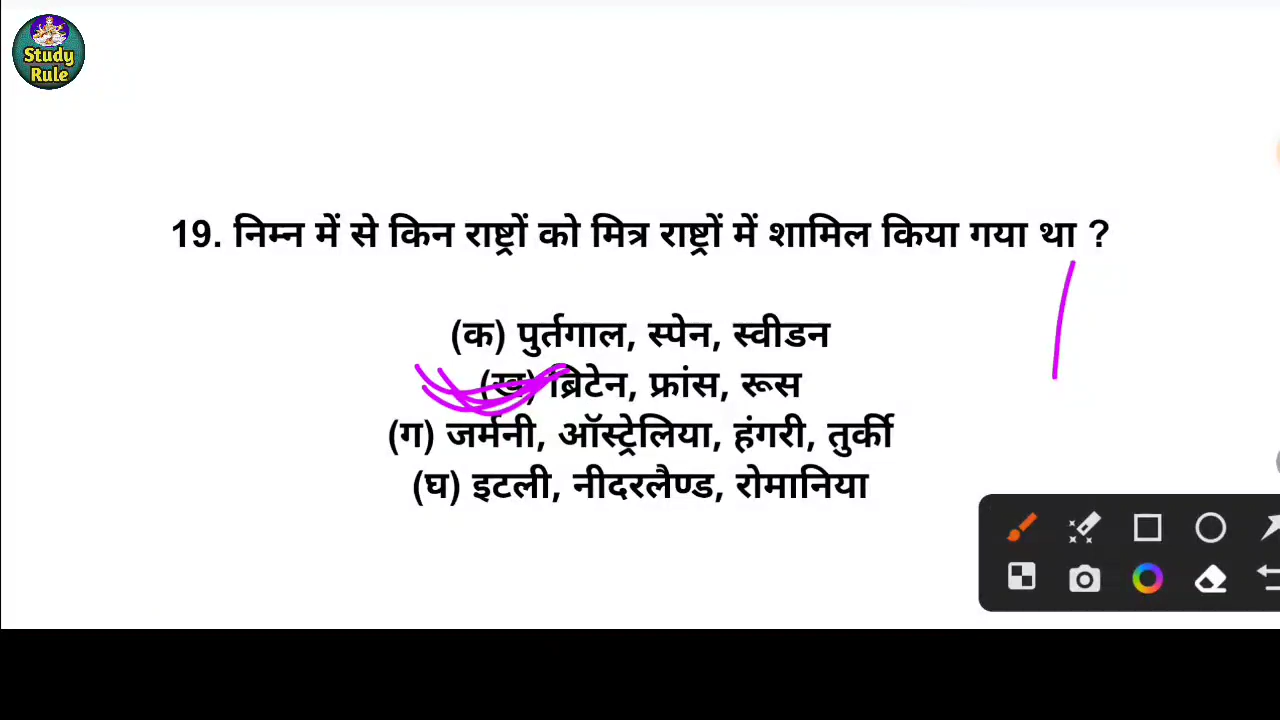 Study
Rule
19. निम्न में से किन राष्ट्रों को मित्र राष्ट्रों में शामिल किया गया था ?
(क) पुर्तगाल, स्पेन, स्वीडन
(ख) ब्रिटेन, फ्रांस, रूस
(ग) जर्मनी, ऑस्ट्रेलिया, हंगरी, तुर्की
(घ) इटली, नीदरलैण्ड, रोमानिया